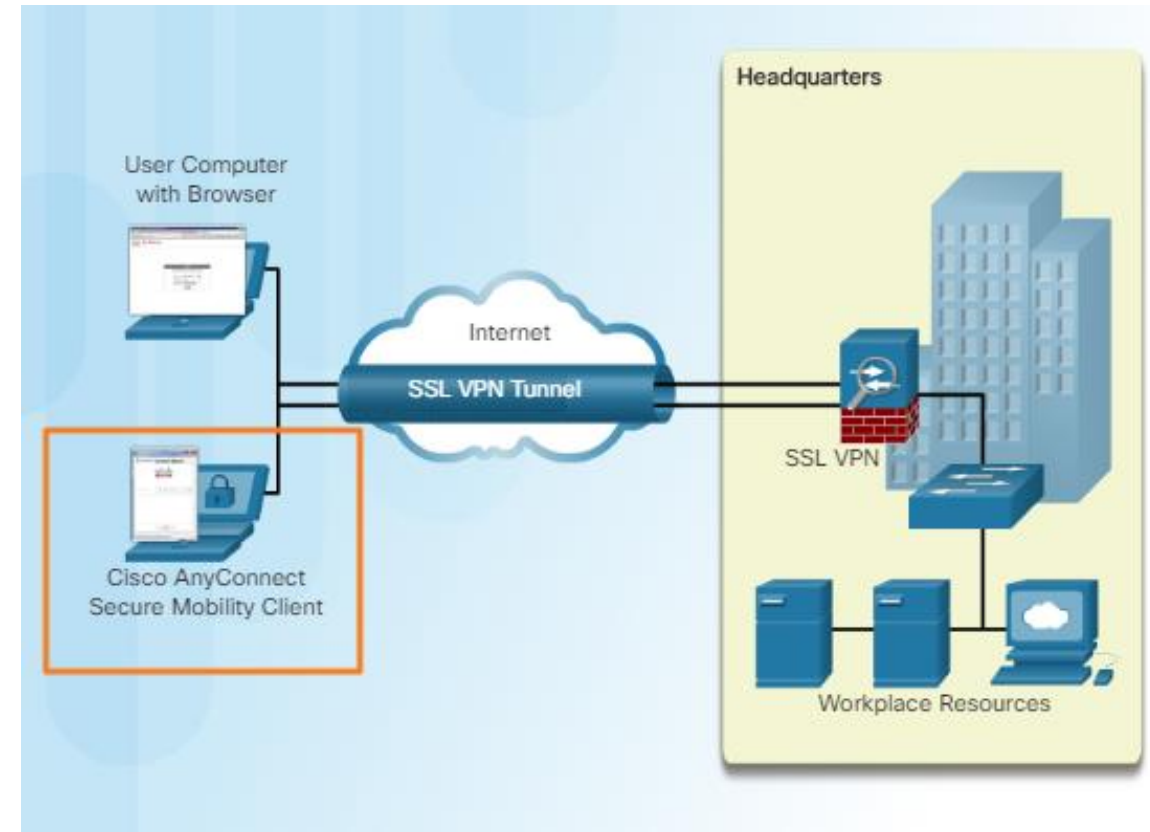 Headquarters
User Computer
with Browser
Internet
SSL VPN Tunnel
SSL VPN
Cisco AnyConnect
Secure Mobility Client
Workplace Resources